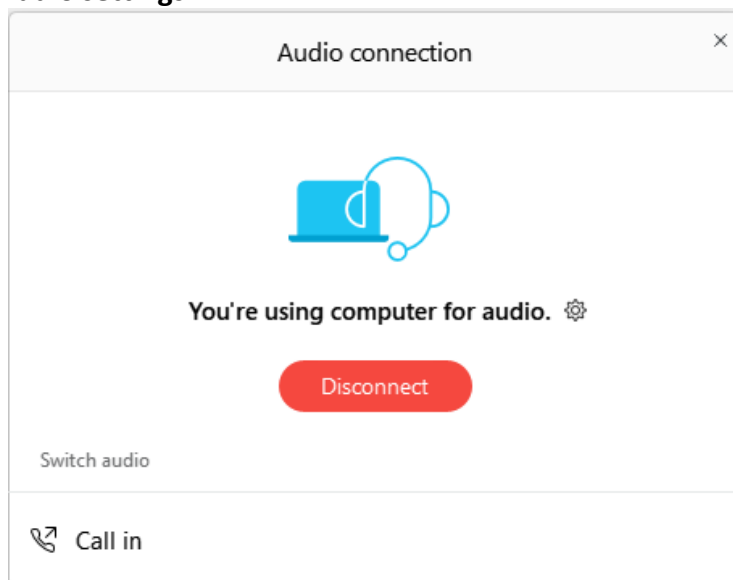 Audio connection
You're using computer for audio.
Disconnect
Switch audio
Call in